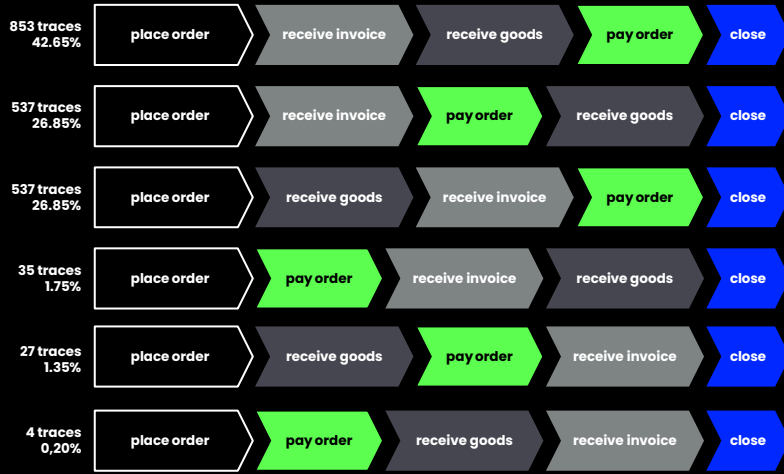 853 traces
42.65%
place order
receive invoice
receive goods
pay order
close
537 traces
26.85%
place order
receive invoice
pay order
receive goods
close
537 traces
26.85%
place order
receive goods
receive invoice
pay order
close
35 traces
1.75%
place order
pay order
receive invoice
receive goods
close
27 traces
1.35%
place order
receive goods
pay order
receive invoice
close
4 traces
0,20%
place order
pay order
receive goods
receive invoice
close